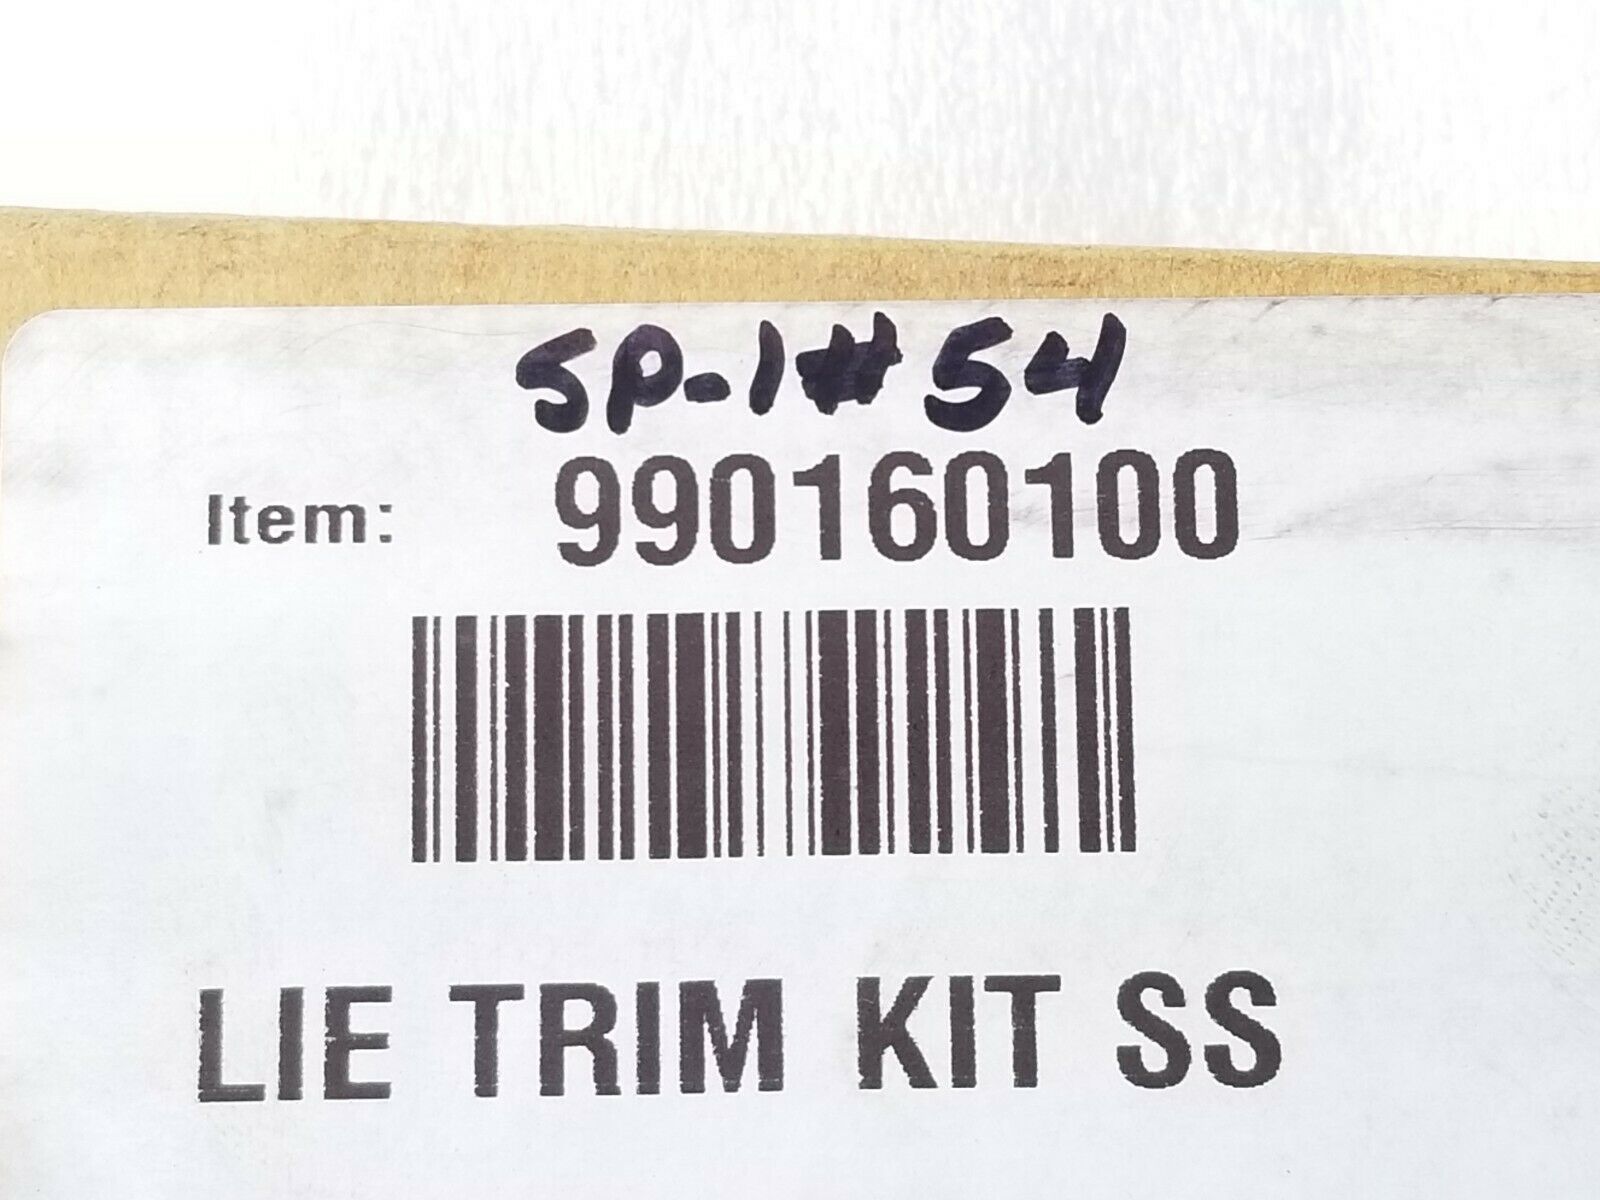 SP-1#54
Item: 990160100
LIE TRIM KIT SS